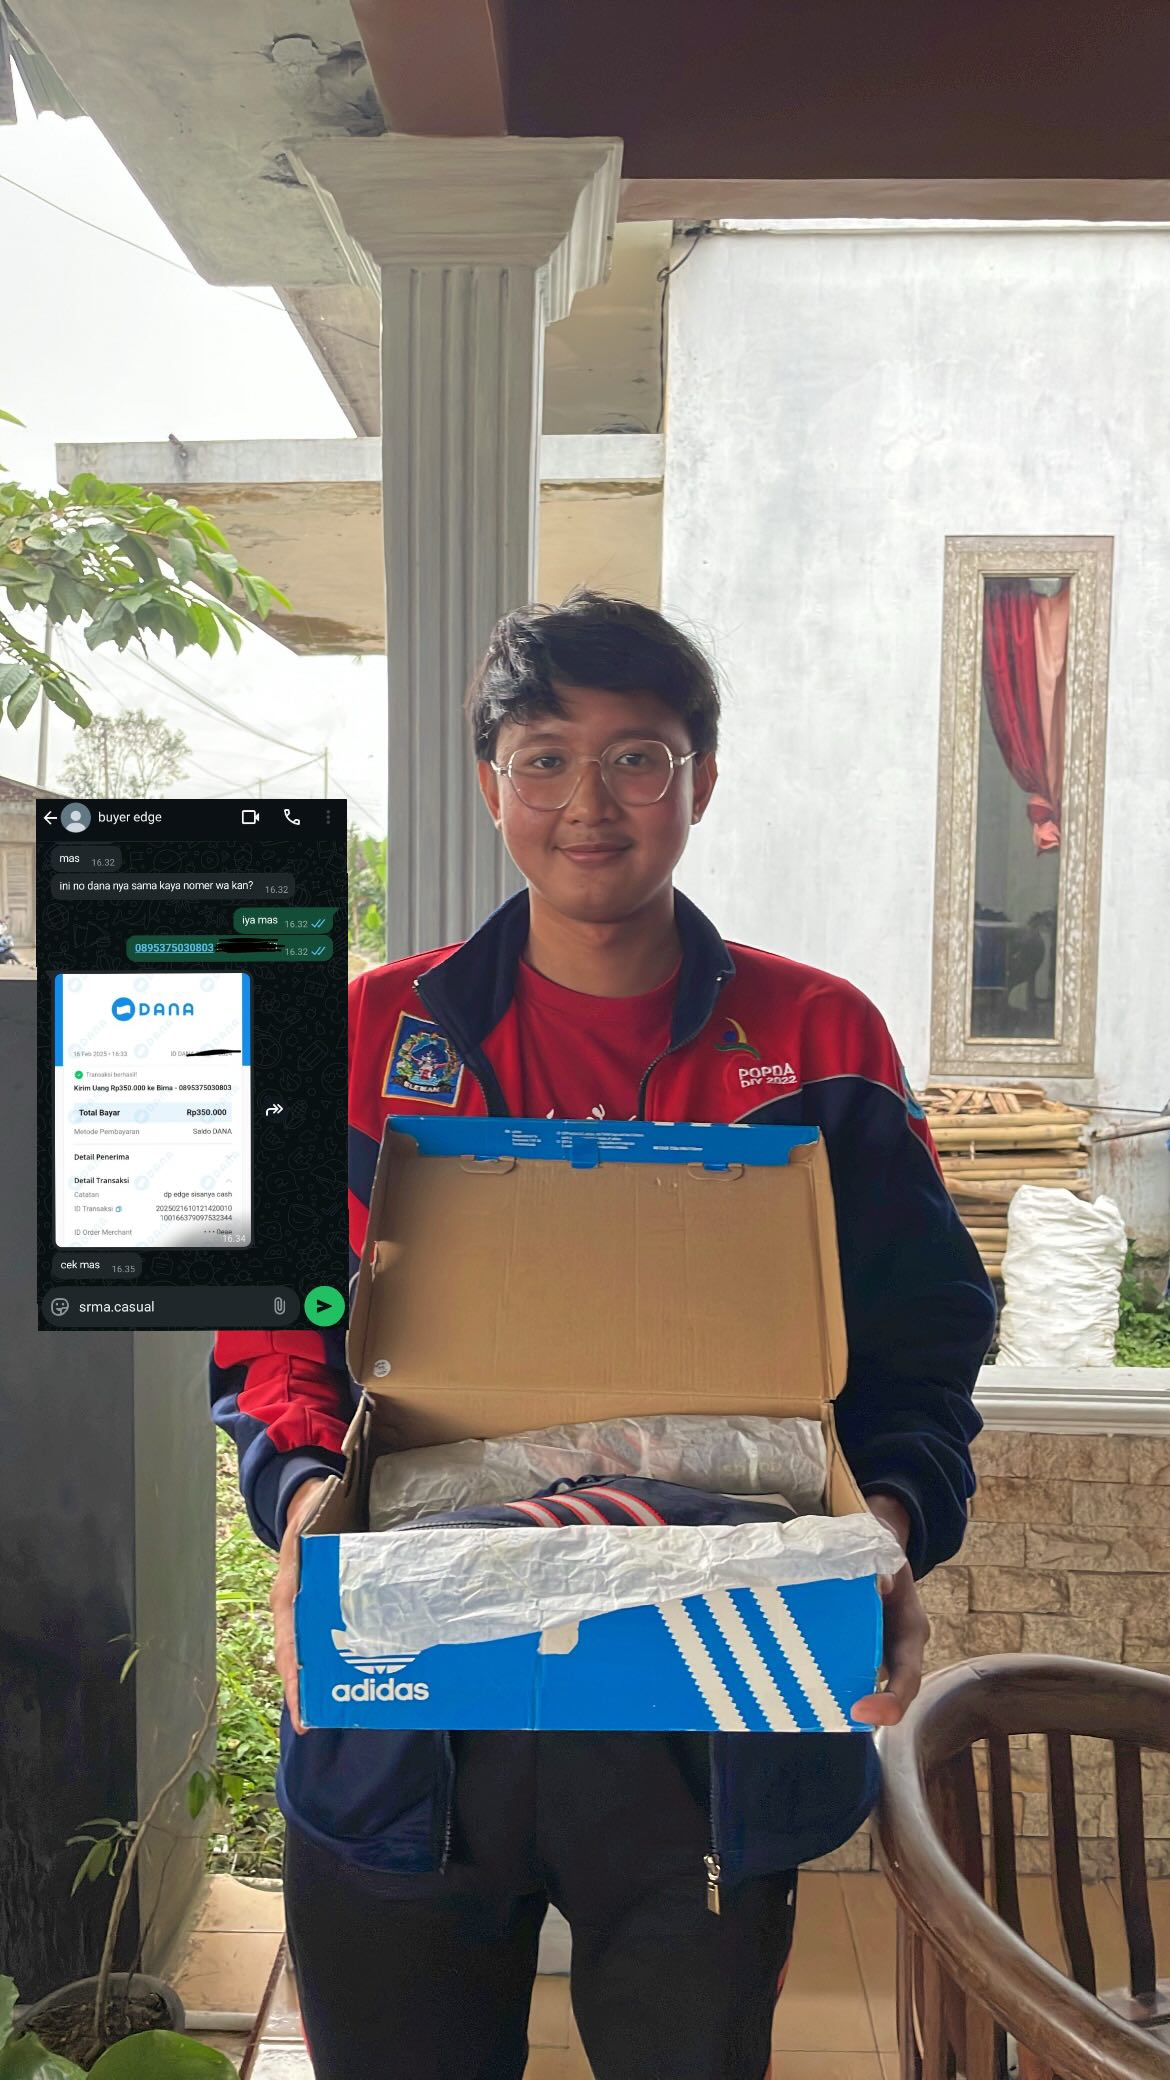 buyer edge
mas 16.32
ini no dana nya sama kaya nomer wa kan? 16.32
iya mas 16.32
0895375030803 16.32
DANA
16 Feb 2025 • 16:33
ID DANA
Transaksi berhasil!
Kirim Uang Rp350.000 ke Bima - 0895375030803
Total Bayar Rp350.000
Metode Pembayaran Saldo DANA
Detail Penerima
Detail Transaksi
Catatan dp edge sisanya cash
ID Transaksi 2025021610121420010
100166379097532344
ID Order Merchant
16.34
cek mas 16.35
srma.casual
SLEMAN
POPDA
DIY 2022
adidas